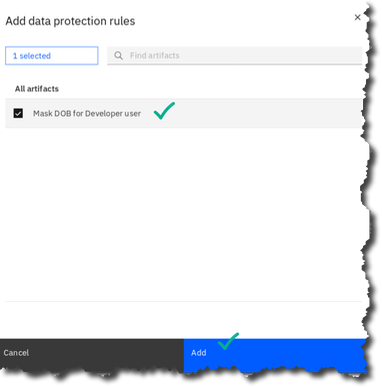 Add data protection rules
1 selected
Find artifacts
All artifacts
Mask DOB for Developer user
Cancel
Add